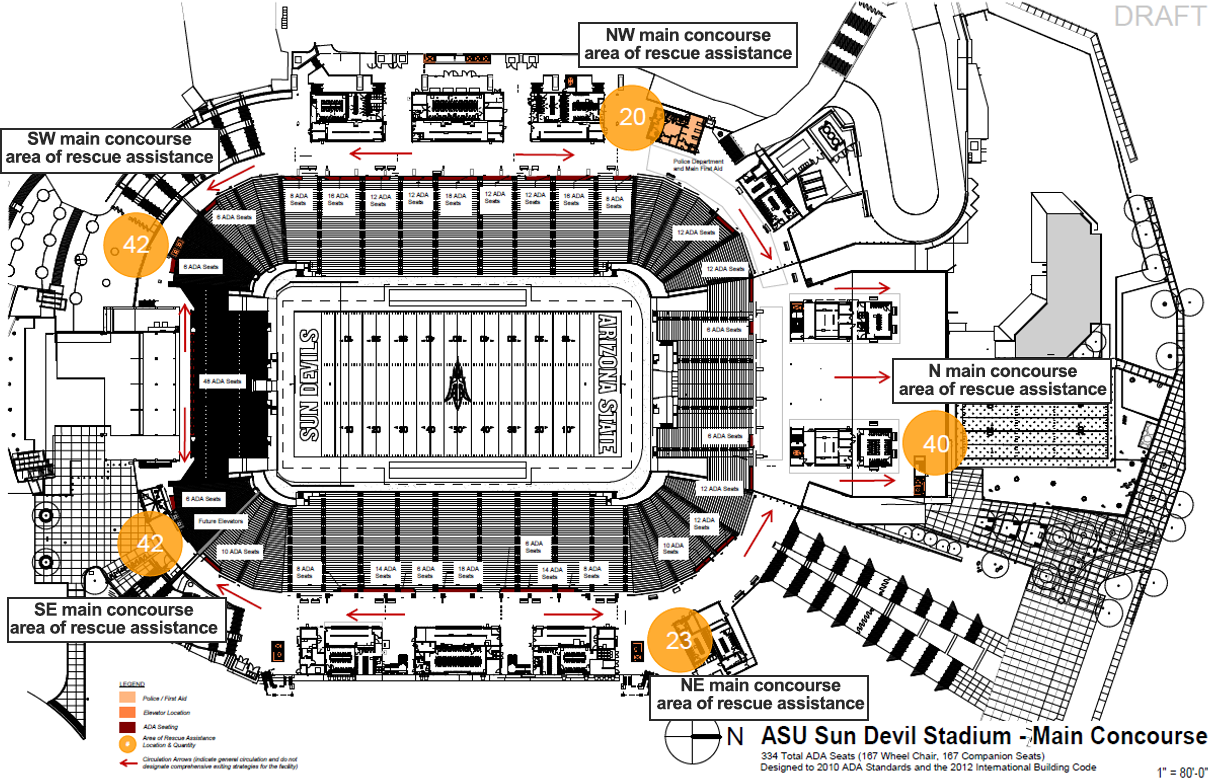 DRAFT
NW main concourse
area of rescue assistance
20
SW main concourse
area of rescue assistance
Police Department
and Main First Aid
6 ADA
Seats
16 ADA
Seats
12 ADA
Seats
12 ADA
Seats
18 ADA
Seats
12 ADA
Seats
12 ADA
Seats
16 ADA
Seats
8 ADA
Seats
6 ADA Seats
12 ADA Seats
42
6 ADA Seats
12 ADA Seats
6 ADA Seats
SUN DEVILS
ARIZONA STATE
48 ADA Seats
N main concourse
area of rescue assistance
40
6 ADA Seats
6 ADA Seats
12 ADA Seats
Future Elevators
12 ADA
Seats
42
10 ADA Seats
6 ADA
Seats
10 ADA
Seats
8 ADA
Seats
14 ADA
Seats
6 ADA
Seats
18 ADA
Seats
14 ADA
Seats
8 ADA
Seats
SE main concourse
area of rescue assistance
23
NE main concourse
area of rescue assistance
LEGEND
Police / First Aid
Elevator Location
ADA Seating
Area of Rescue Assistance
Location & Quantity
Circulation Arrows (indicate general circulation and do not
designate comprehensive exiting strategies for the facility)
N
ASU Sun Devil Stadium - Main Concourse
334 Total ADA Seats (167 Wheel Chair, 167 Companion Seats)
Designed to 2010 ADA Standards and the 2012 International Building Code
1" = 80'-0"